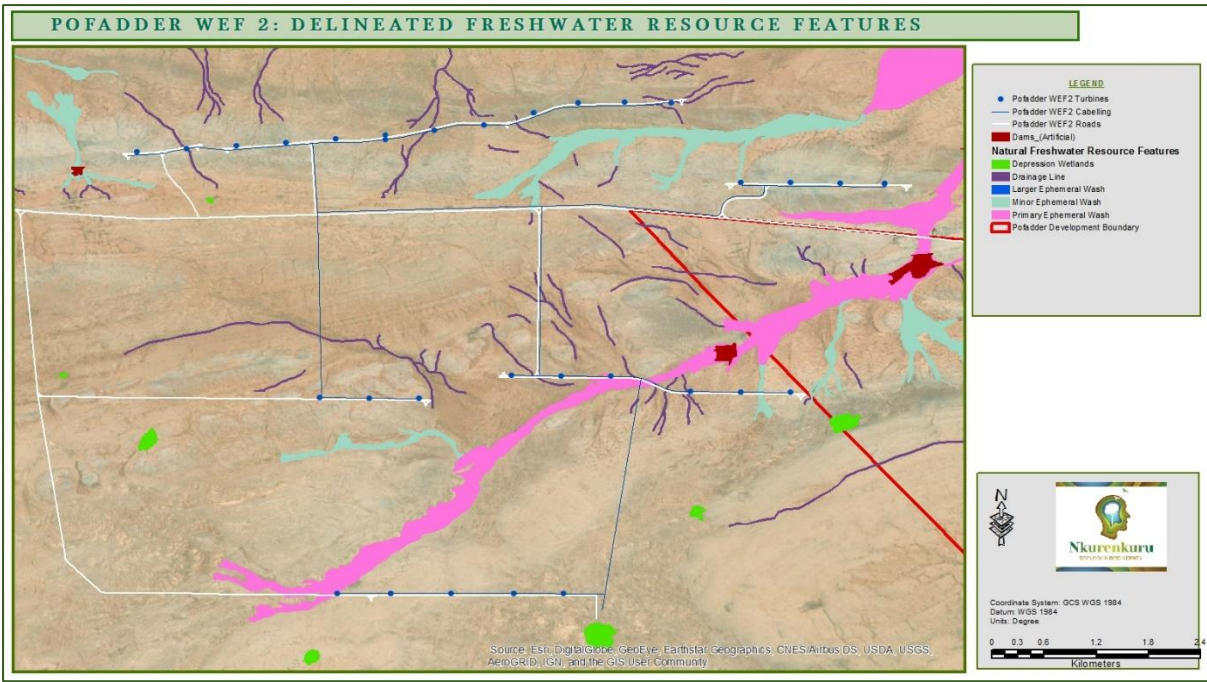 POFADDER WEF 2: DELINEATED FRESHWATER RESOURCE FEATURES
LEGEND
Pofadder WEF2 Turbines
Pofadder WEF2 Cabelling
Pofadder WEF2 Roads
Dams_(Artificial)
Natural Freshwater Resource Features
Depression Wetlands
Drainage Line
Larger Ephemeral Wash
Minor Ephemeral Wash
Primary Ephemeral Wash
Pofadder Development Boundary
N
Nkurenkuru
Coordinate System: GCS WGS 1984
Datum: WGS 1984
Units: Degree
0 0.3 0.6 1.2 1.8 2.4
Kilometers
Source: Esri, DigitalGlobe, GeoEye, Earthstar Geographics, CNES/Airbus DS, USDA, USGS,
AeroGRID, IGN, and the GIS User Community